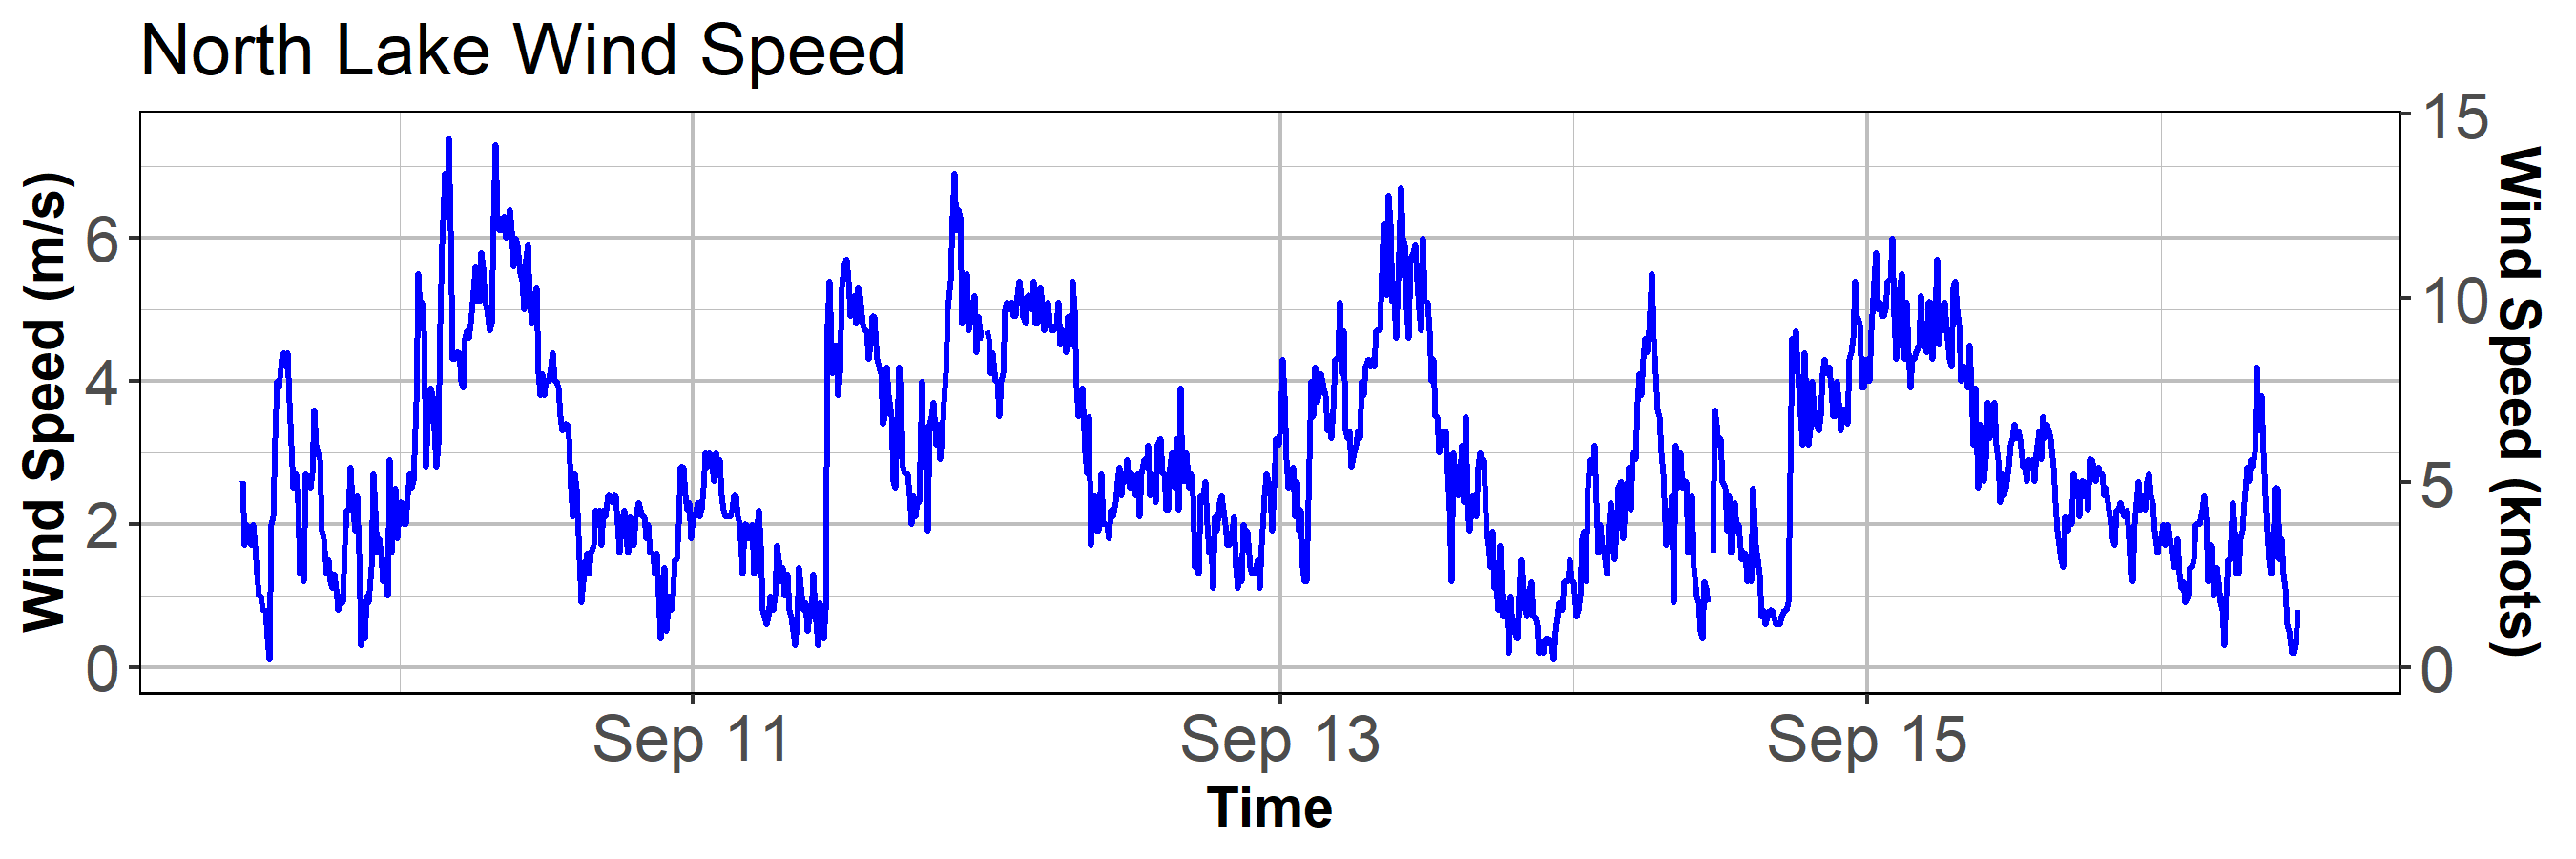 North Lake Wind Speed
Wind Speed (m/s)
6
4
2
0
15
10
5
0
Wind Speed (knots)
Sep 11
Sep 13
Sep 15
Time